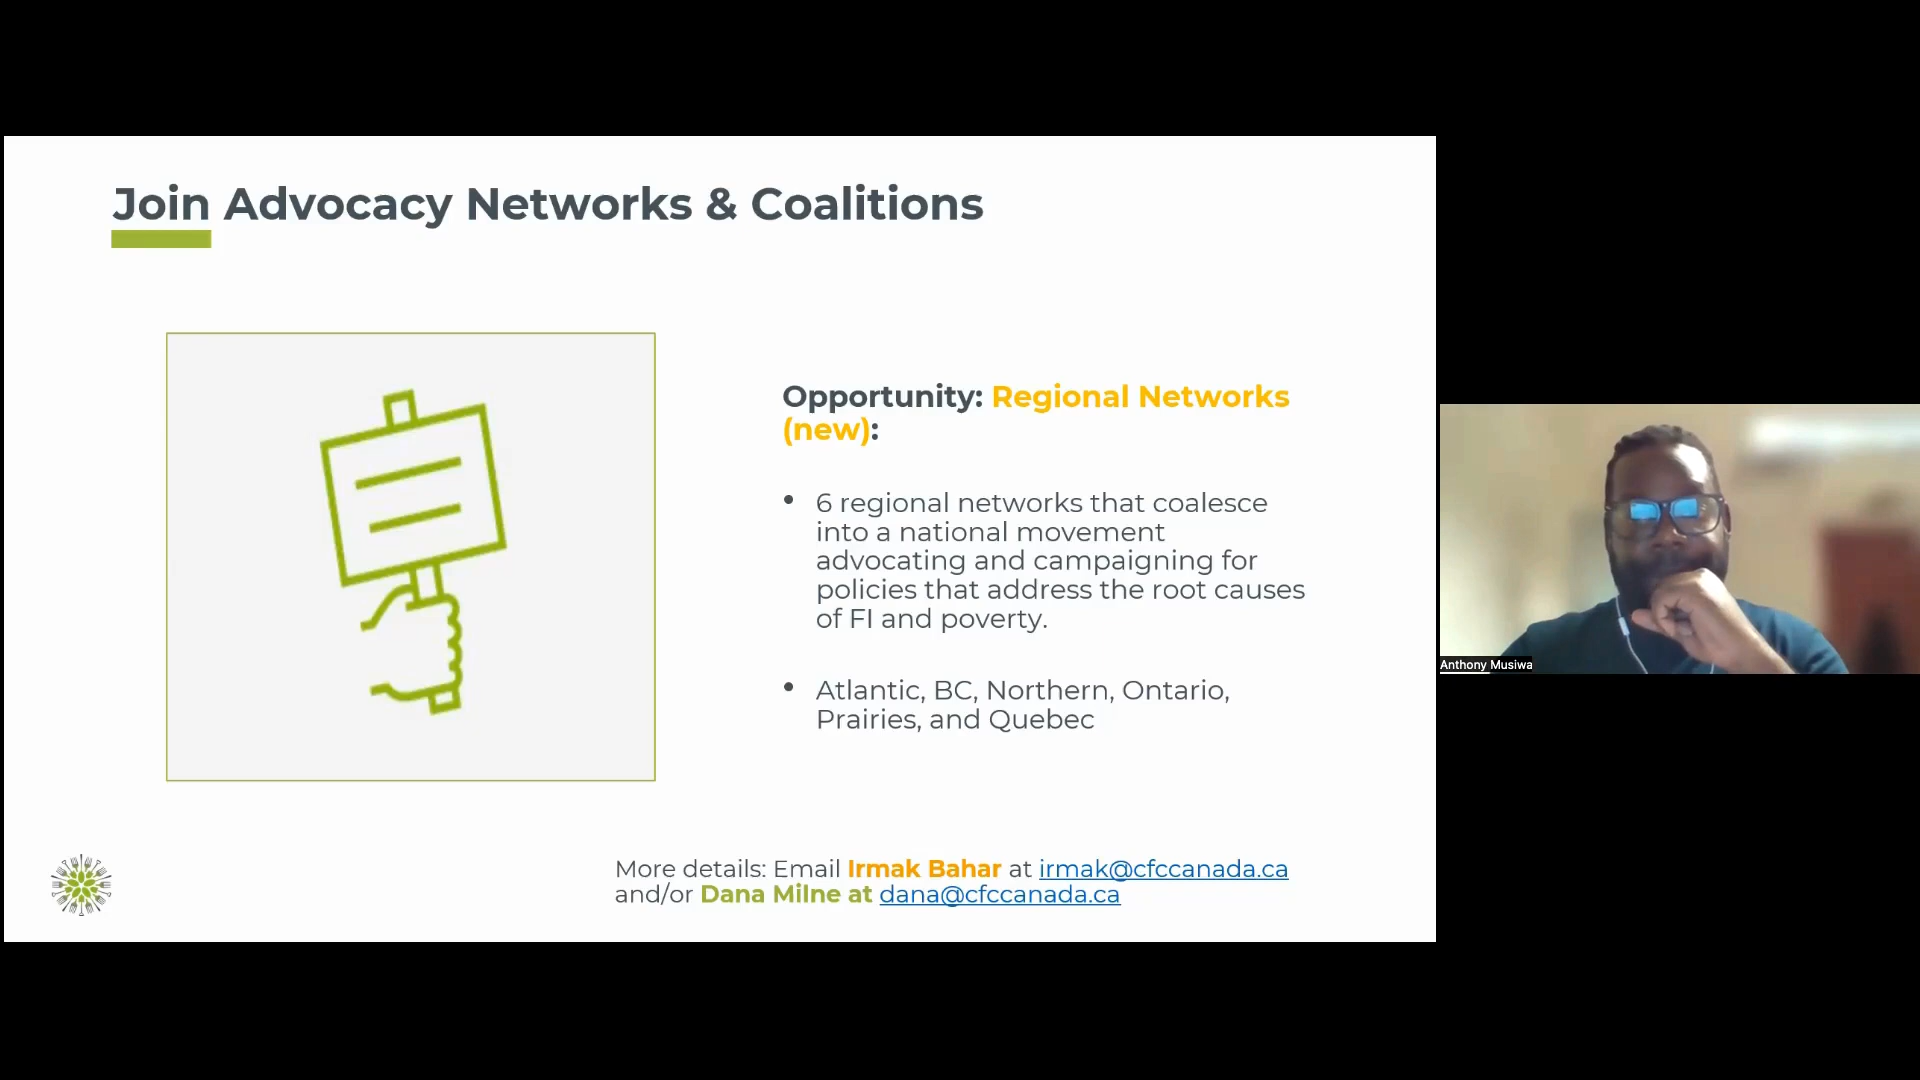 Join Advocacy Networks & Coalitions
Opportunity: Regional Networks
(new):
• 6 regional networks that coalesce
into a national movement
advocating and campaigning for
policies that address the root causes
of FI and poverty.
• Atlantic, BC, Northern, Ontario,
Prairies, and Quebec
More details: Email Irmak Bahar at irmak@cfccanada.ca
and/or Dana Milne at dana@cfccanada.ca
Anthony Musiwa